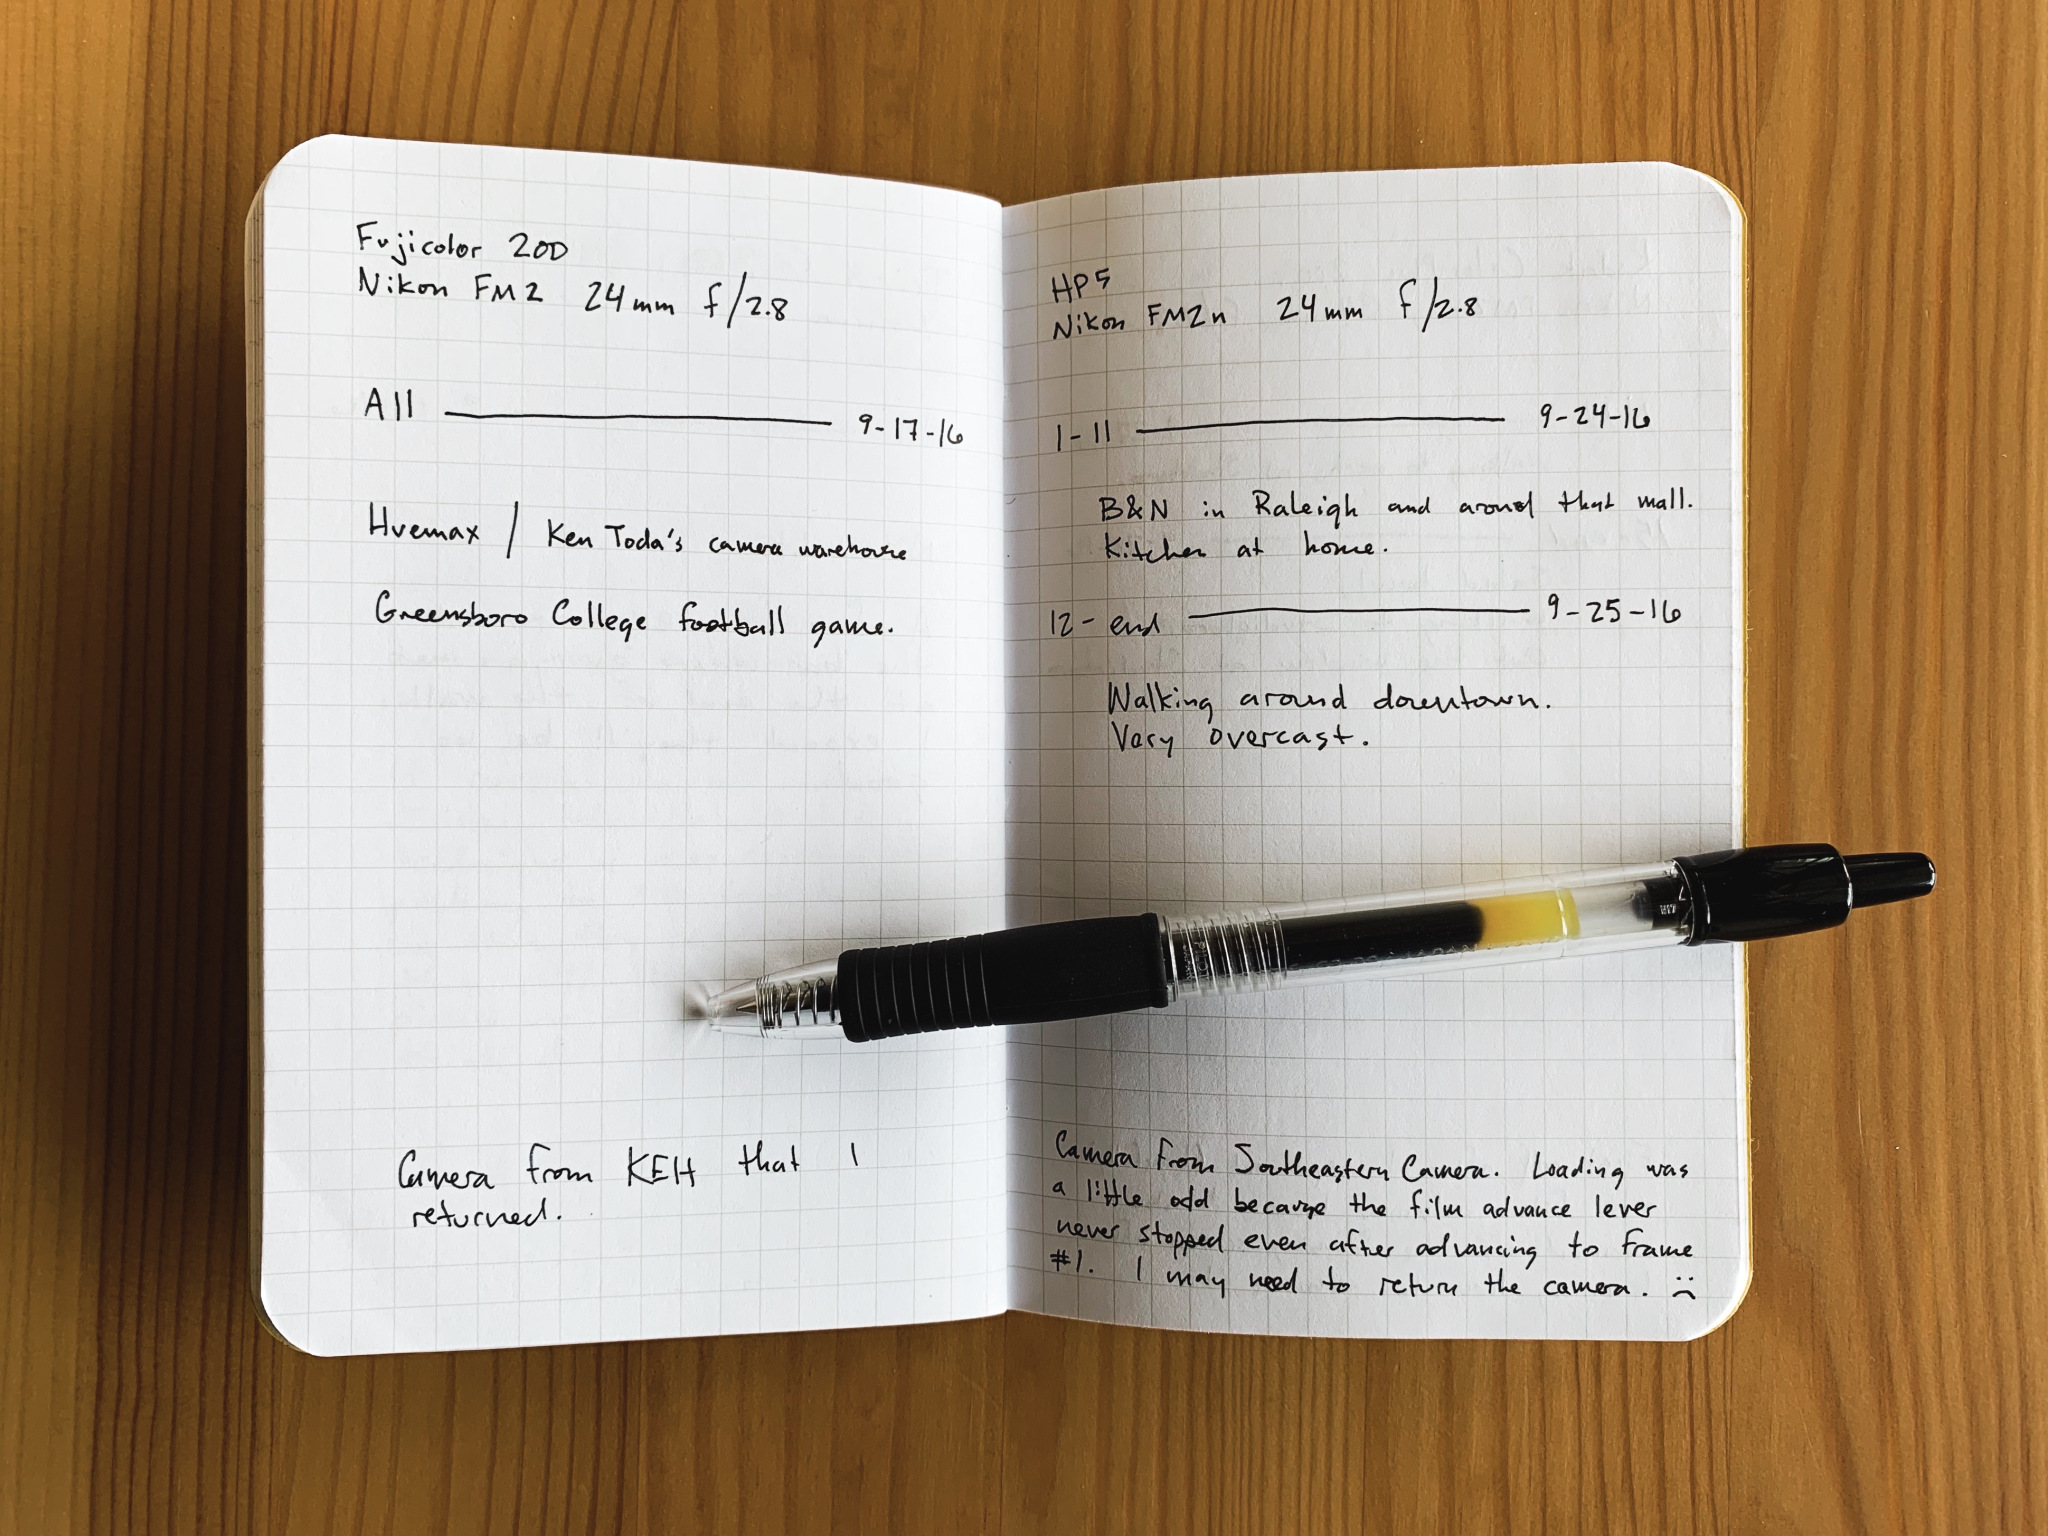 Fujicolor 200
Nikon FM2 24mm f/2.8
All 9-17-16
Huemax / Ken Toda's camera warehouse
Greensboro College football game.
Camera from KEH that I
returned.
HP5
Nikon FM2n 24mm f/2.8
1-11 9-24-16
B&N in Raleigh and around that mall.
Kitchen at home.
12- end 9-25-16
Walking around downtown.
Very overcast.
Camera from Southeastern Camera. Loading was
a little odd because the film advance lever
never stopped even after advancing to frame
#1. I may need to return the camera. :(
PILOT